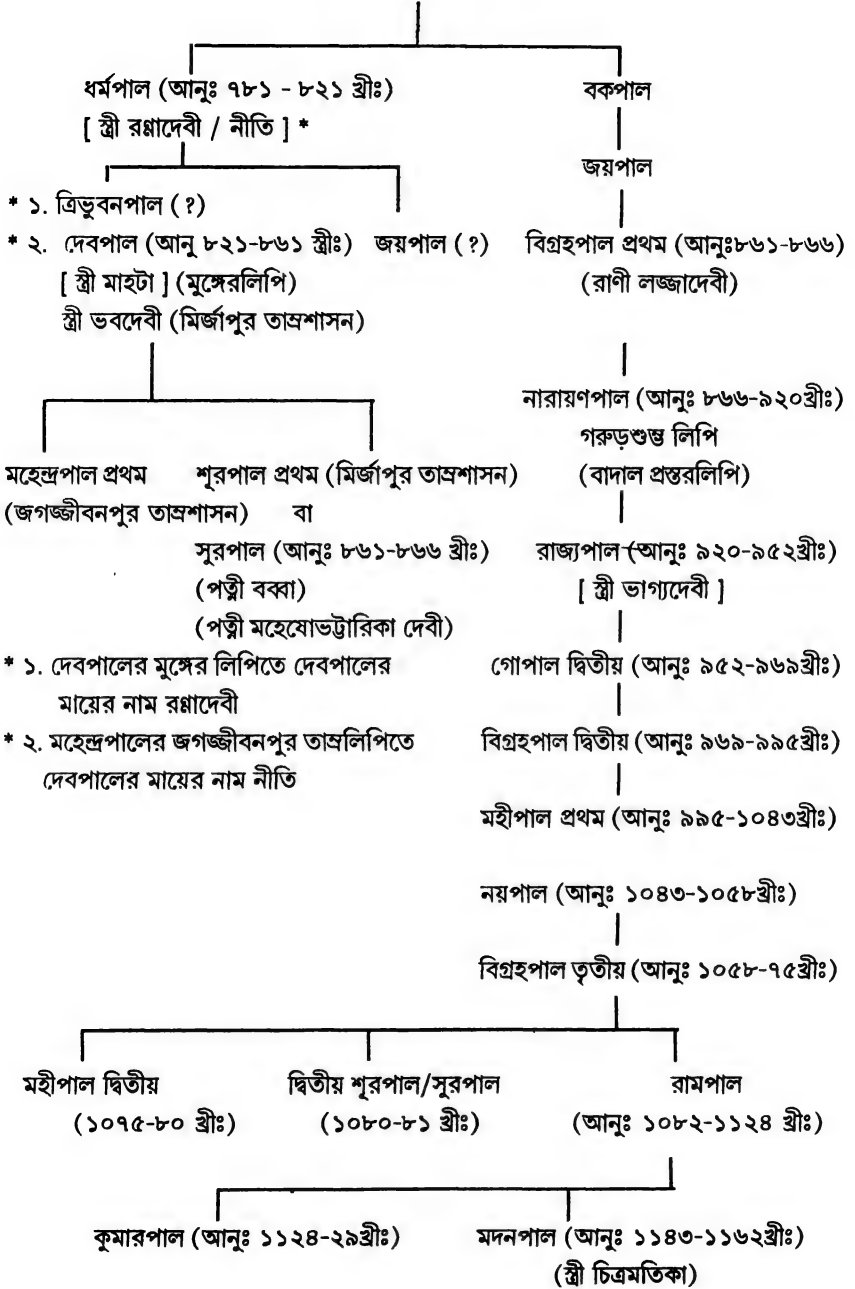 ধর্মপাল (আনুঃ ৭৮১ - ৮২১ খ্রীঃ) বকপাল
[ স্ত্রী রণ্ণাদেবী / নীতি ] *
জয়পাল
* ১. ত্রিভুবনপাল (?)
* ২. দেবপাল (আনু ৮২১-৮৬১ স্ত্রীঃ) জয়পাল (?) বিগ্রহপাল প্রথম (আনুঃ৮৬১-৮৬৬)
[ স্ত্রী মাহটা ] (মুঙ্গেরলিপি) (রাণী লজ্জাদেবী)
স্ত্রী ভবদেবী (মির্জাপুর তাম্রশাসন)
নারায়ণপাল (আনুঃ ৮৬৬-৯২০খ্রীঃ)
গরুড়শুম্ভ লিপি
মহেন্দ্রপাল প্রথম শূরপাল প্রথম (মির্জাপুর তাম্রশাসন) (বাদাল প্রস্তরলিপি)
(জগজ্জীবনপুর তাম্রশাসন) বা
সুরপাল (আনুঃ ৮৬১-৮৬৬ খ্রীঃ) রাজ্যপাল (আনুঃ ৯২০-৯৫২খ্রীঃ)
(পত্নী বব্বা) [ স্ত্রী ভাগ্যদেবী ]
(পত্নী মহেষোভট্টারিকা দেবী)
* ১. দেবপালের মুঙ্গের লিপিতে দেবপালের গোপাল দ্বিতীয় (আনুঃ ৯৫২-৯৬৯খ্রীঃ)
মায়ের নাম রণ্ণাদেবী
* ২. মহেন্দ্রপালের জগজ্জীবনপুর তাম্রলিপিতে বিগ্রহপাল দ্বিতীয় (আনুঃ ৯৬৯-৯৯৫খ্রীঃ)
দেবপালের মায়ের নাম নীতি
মহীপাল প্রথম (আনুঃ ৯৯৫-১০৪৩খ্রীঃ)
নয়পাল (আনুঃ ১০৪৩-১০৫৮খ্রীঃ)
বিগ্রহপাল তৃতীয় (আনুঃ ১০৫৮-৭৫খ্রীঃ)
মহীপাল দ্বিতীয় দ্বিতীয় শূরপাল/সুরপাল রামপাল
(১০৭৫-৮০ খ্রীঃ) (১০৮০-৮১ খ্রীঃ) (আনুঃ ১০৮২-১১২৪ খ্রীঃ)
কুমারপাল (আনুঃ ১১২৪-২৯খ্রীঃ) মদনপাল (আনুঃ ১১৪৩-১১৬২খ্রীঃ)
(স্ত্রী চিত্রমতিকা)